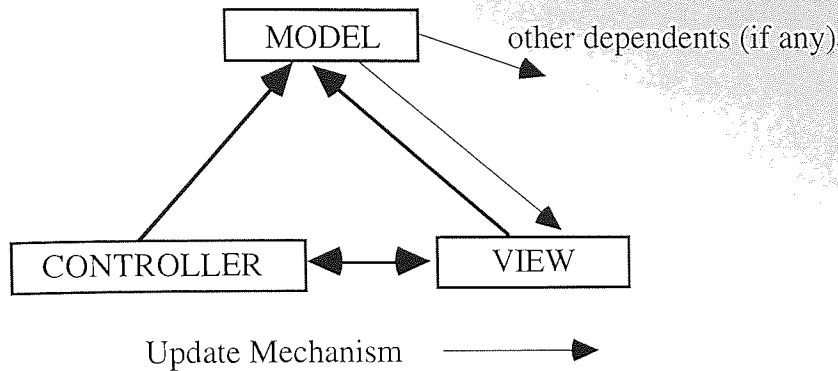 MODEL
other dependents (if any)
CONTROLLER
VIEW
Update Mechanism